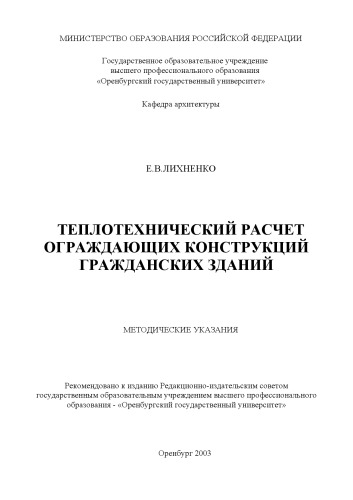 МИНИСТЕРСТВО ОБРАЗОВАНИЯ РОССИЙСКОЙ ФЕДЕРАЦИИ
Государственное образовательное учреждение
высшего профессионального образования
«Оренбургский государственный университет»
Кафедра архитектуры
Е.В.ЛИХНЕНКО
ТЕПЛОТЕХНИЧЕСКИЙ РАСЧЕТ
ОГРАЖДАЮЩИХ КОНСТРУКЦИЙ
ГРАЖДАНСКИХ ЗДАНИЙ
МЕТОДИЧЕСКИЕ УКАЗАНИЯ
Рекомендовано к изданию Редакционно-издательским советом
государственным образовательным учреждением высшего профессионального
образования - «Оренбургский государственный университет»
Оренбург 2003